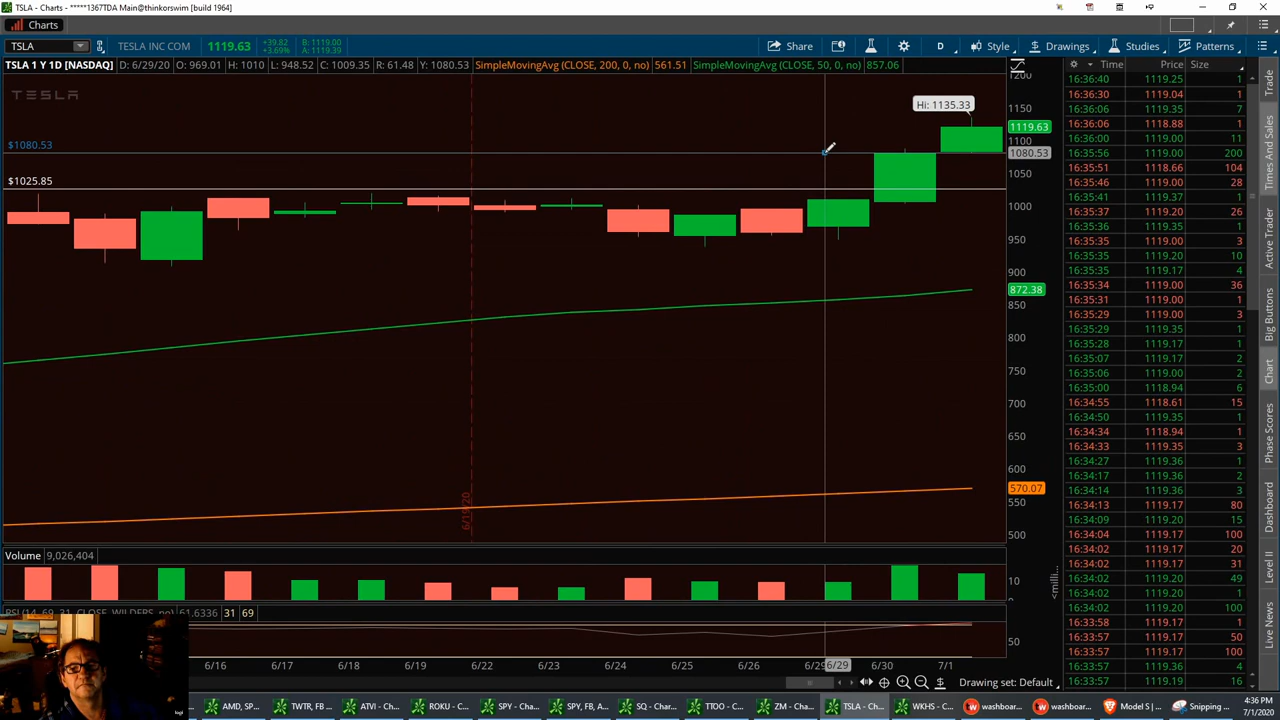 TSLA - Charts - *****1367TDA Main@thinkorswim [build 1964]
Charts
TSLA TESLA INC COM 1119.63 +39.82 +3.69% B: 1119.00 A: 1119.39 Share D Style Drawings Studies Patterns
TSLA 1 Y 1D [NASDAQ] D: 6/29/20 O: 969.01 H: 1010 L: 948.52 C: 1009.35 R: 61.48 Y: 1080.53 SimpleMovingAvg (CLOSE, 200, 0, no) 561.51 SimpleMovingAvg (CLOSE, 50, 0, no) 857.06
TESLA
Hi: 1135.33
$1080.53
$1025.85
1200
1150
1119.63
1100
1080.53
1050
1000
950
900
872.38
850
800
750
700
650
600
570.07
550
500
6/19/20
Volume 9,026,404
10
<milli...
RSI (14, 69, 31, CLOSE, WILDERS, no) 61.6336 31 69
50
6/16 6/17 6/18 6/19 6/22 6/23 6/24 6/25 6/26 6/29 6/29 6/30 7/1
Drawing set: Default
Time Price Size
16:36:40 1119.25 1
16:36:30 1119.04 1
16:36:06 1119.35 7
16:36:06 1118.88 1
16:36:00 1119.00 11
16:35:56 1119.00 200
16:35:56 1118.66 104
16:35:46 1119.00 28
16:35:41 1119.37 1
16:35:37 1119.20 26
16:35:36 1119.35 1
16:35:35 1119.00 3
16:35:35 1119.20 10
16:35:35 1119.17 4
16:35:34 1119.00 36
16:35:31 1119.00 1
16:35:29 1119.00 3
16:35:29 1119.35 1
16:35:28 1119.17 1
16:35:07 1119.17 2
16:35:06 1119.00 2
16:35:00 1118.94 6
16:34:55 1118.61 15
16:34:50 1119.35 1
16:34:34 1118.94 1
16:34:33 1119.35 3
16:34:27 1119.36 1
16:34:17 1119.36 2
16:34:14 1119.36 3
16:34:13 1119.17 80
16:34:09 1119.20 15
16:34:04 1119.17 100
16:34:02 1119.17 20
16:34:02 1119.17 31
16:34:02 1119.20 49
16:34:02 1119.20 1
16:34:02 1119.20 100
16:33:58 1119.17 1
16:33:57 1119.17 50
16:33:57 1119.17 100
16:33:57 1119.36 4
16:33:57 1119.19 16
Trade
Times And Sales
Active Trader
Big Buttons
Chart
Phase Scores
Dashboard
Level II
Live News
AMD, SP... TWTR, FB ... ATVI - Ch... ROKU - C... SPY - Cha... SPY, FB, A... SQ - Char... TTOO - C... ZM - Cha... TSLA - Ch... WKHS - C... washboar... washboar... Model S | ... Snipping ...
4:36 PM
7/1/2020